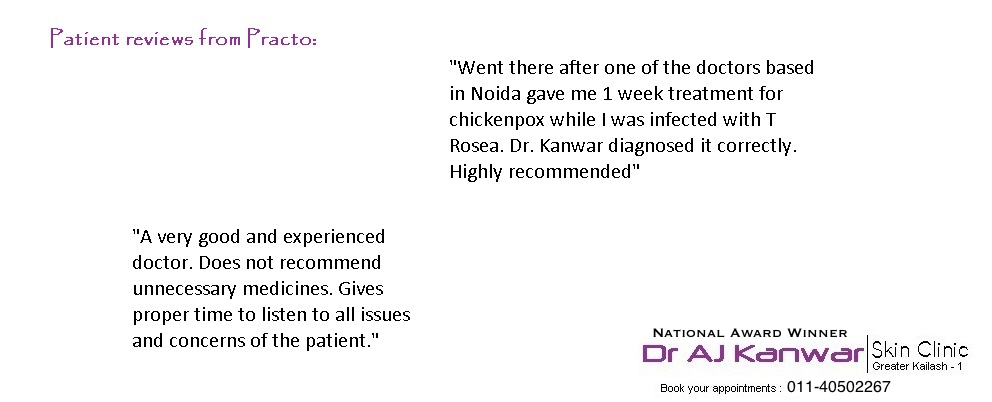 Patient reviews from Practo:
"Went there after one of the doctors based
in Noida gave me 1 week treatment for
chickenpox while I was infected with T
Rosea. Dr. Kanwar diagnosed it correctly.
Highly recommended"
"A very good and experienced
doctor. Does not recommend
unnecessary medicines. Gives
proper time to listen to all issues
and concerns of the patient."
National Award Winner
Dr AJ Kanwar Skin Clinic
Greater Kailash - 1
Book your appointments : 011-40502267